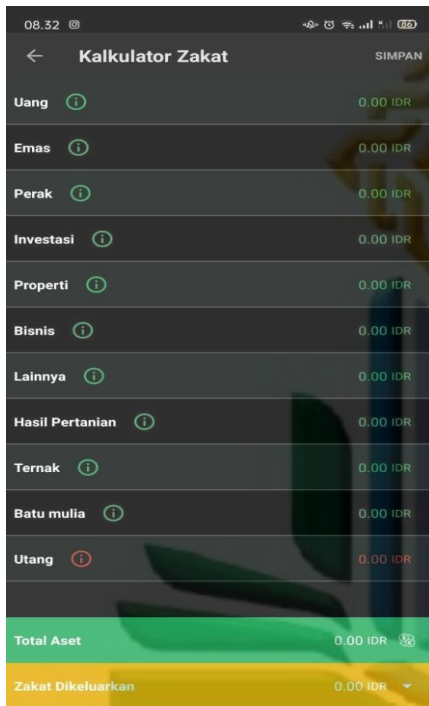 08.32 86
Kalkulator Zakat SIMPAN
Uang 0.00 IDR
Emas 0.00 IDR
Perak 0.00 IDR
Investasi 0.00 IDR
Properti 0.00 IDR
Bisnis 0.00 IDR
Lainnya 0.00 IDR
Hasil Pertanian 0.00 IDR
Ternak 0.00 IDR
Batu mulia 0.00 IDR
Utang 0.00 IDR
Total Aset 0.00 IDR
Zakat Dikeluarkan 0.00 IDR